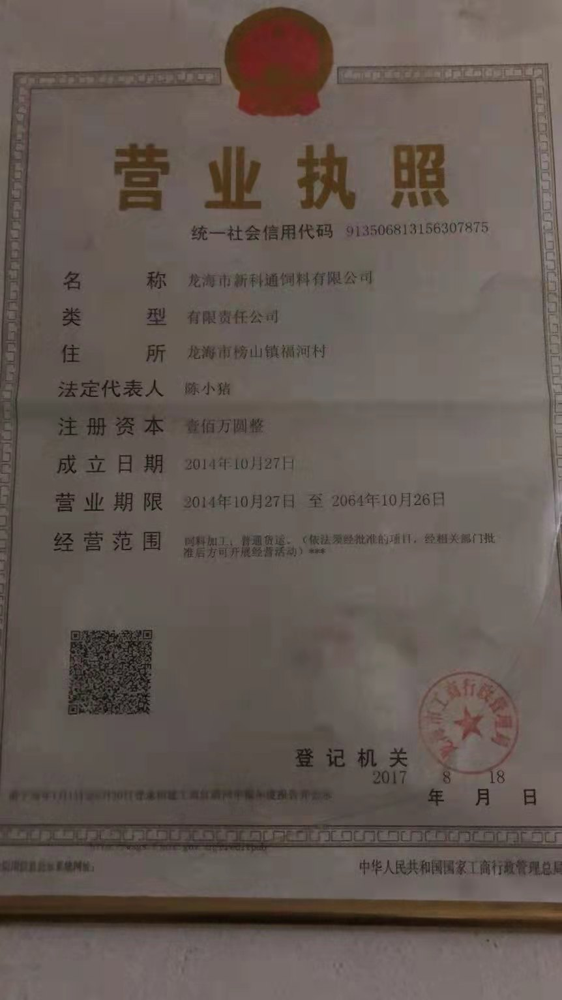 营业执照
统一社会信用代码 913506813156307875
名称 龙海市新科通饲料有限公司
类型 有限责任公司
住所 龙海市榜山镇福河村
法定代表人 陈小猪
注册资本 壹佰万圆整
成立日期 2014年10月27日
营业期限 2014年10月27日 至 2064年10月26日
经营范围 饲料加工；普通货运。（依法须经批准的项目，经相关部门批
准后方可开展经营活动）***
龙海市工商行政管理局
登记机关
2017 8 18
年 月 日
中华人民共和国国家工商行政管理总局